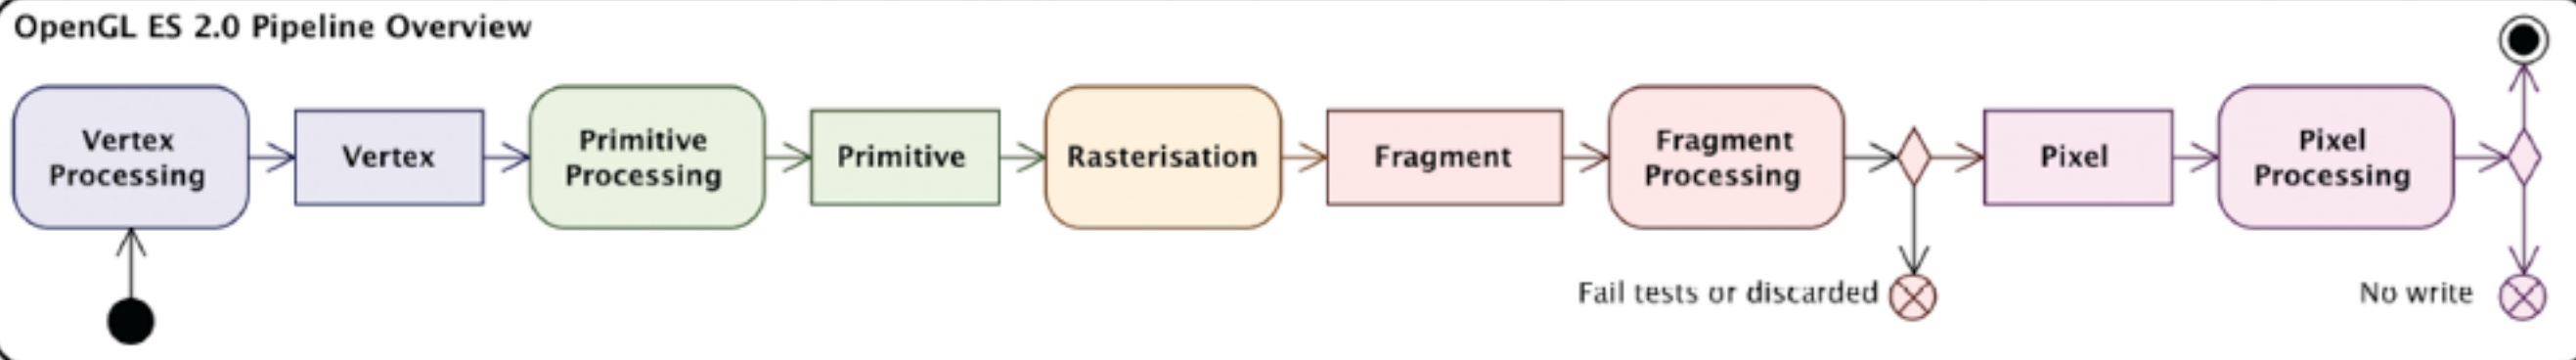 OpenGL ES 2.0 Pipeline Overview
Vertex
Processing
Vertex
Primitive
Processing
Primitive
Rasterisation
Fragment
Fragment
Processing
Pixel
Pixel
Processing
Fail tests or discarded
No write